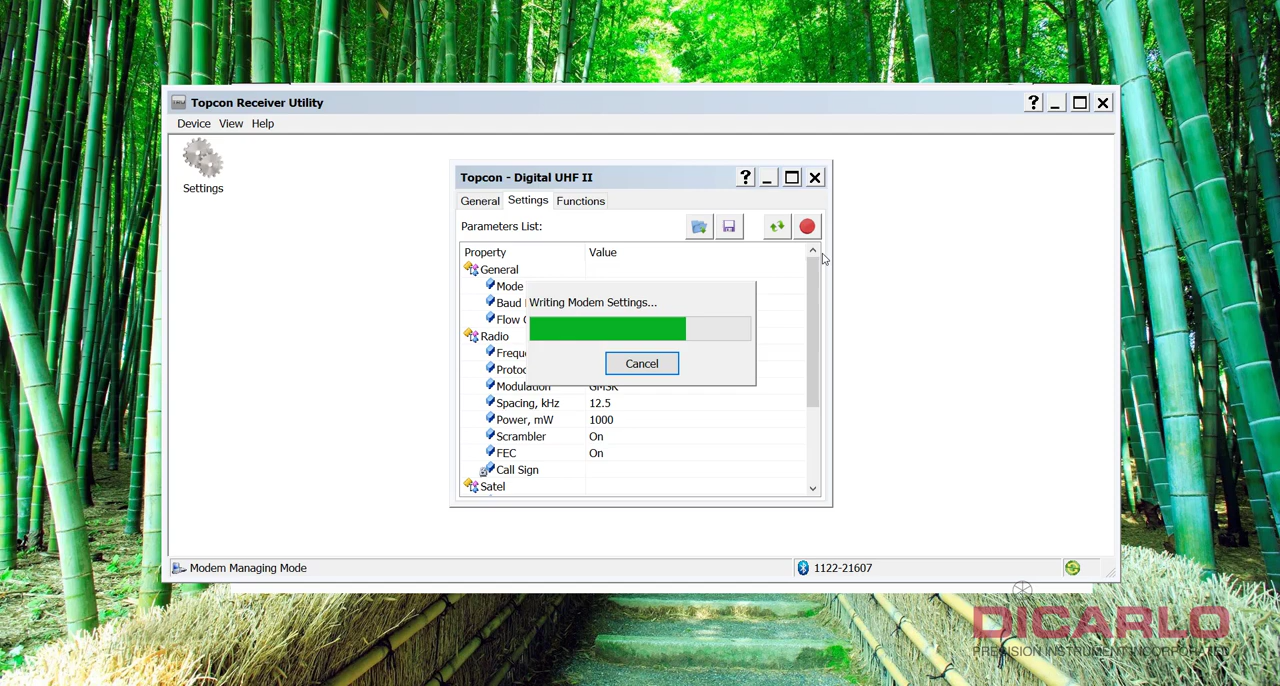 Topcon Receiver Utility
Device View Help
Settings
Topcon - Digital UHF II
General Settings Functions
Parameters List:
Property Value
General
Mode
Baud
Writing Modem Settings...
Flow
Radio
Cancel
Modulation GMSK
Spacing, kHz 12.5
Power, mW 1000
Scrambler On
FEC On
Call Sign
Satel
Modem Managing Mode 1122-21607
DICARLO
PRECISION INSTRUMENT INCORPORATED